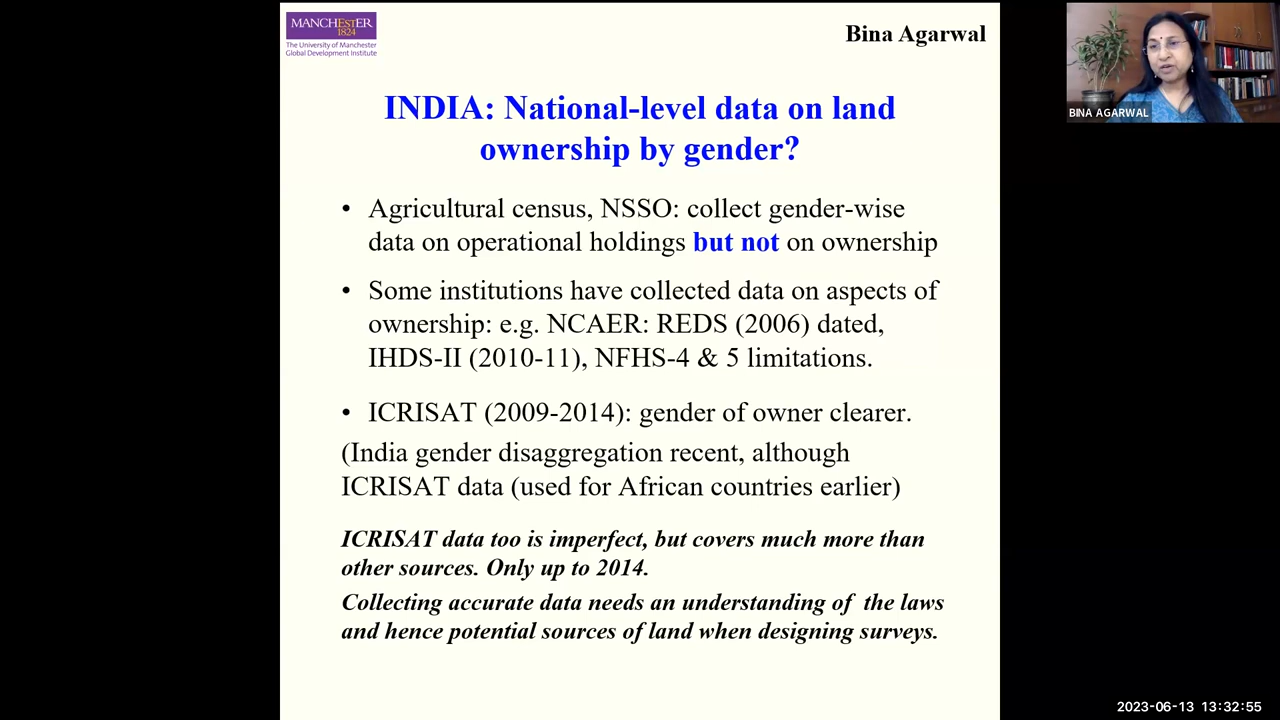 MANCHESTER
1824
The University of Manchester
Global Development Institute
Bina Agarwal
BINA AGARWAL
INDIA: National-level data on land
ownership by gender?
• Agricultural census, NSSO: collect gender-wise
data on operational holdings but not on ownership
• Some institutions have collected data on aspects of
ownership: e.g. NCAER: REDS (2006) dated,
IHDS-II (2010-11), NFHS-4 & 5 limitations.
• ICRISAT (2009-2014): gender of owner clearer.
(India gender disaggregation recent, although
ICRISAT data (used for African countries earlier)
ICRISAT data too is imperfect, but covers much more than
other sources. Only up to 2014.
Collecting accurate data needs an understanding of the laws
and hence potential sources of land when designing surveys.
2023-06-13 13:32:55